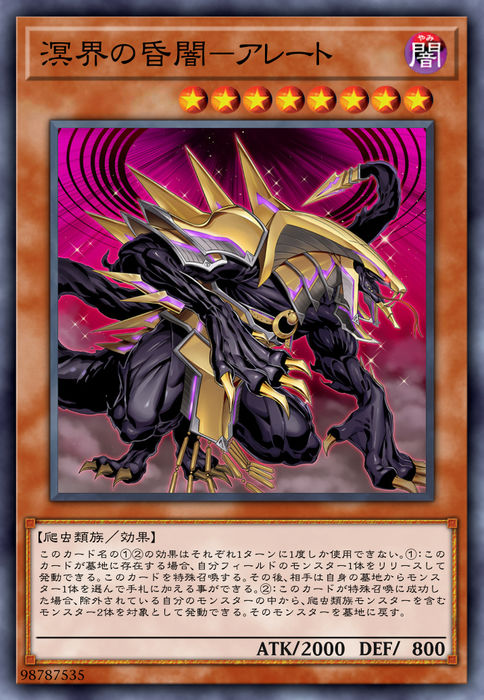 溟界の昏闇－アレート
やみ
闇
【爬虫類族／効果】
このカード名の①②の効果はそれぞれ1ターンに1度しか使用できない。①：この
カードが墓地に存在する場合、自分フィールドのモンスター1体をリリースして
発動できる。このカードを特殊召喚する。その後、相手は自身の墓地からモンス
ター1体を選んで手札に加える事ができる。②：このカードが特殊召喚に成功し
た場合、除外されている自分のモンスターの中から、爬虫類族モンスターを含む
モンスター2体を対象として発動できる。そのモンスターを墓地に戻す。
ATK/2000 DEF/ 800
98787535